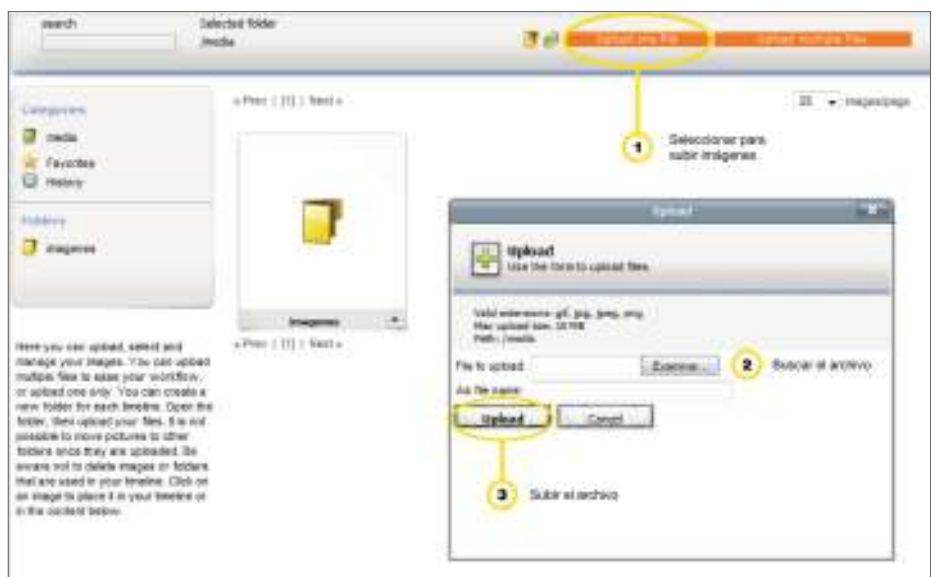 search
Selected folder
/media
Upload one file
Upload multiple files
Categories
media
Favorites
History
Folders
imagenes
« Prev | [1] | Next »
images/page
1
Seleccionar para
subir imágenes
imagenes
« Prev | [1] | Next »
Here you can upload, select and
manage your images. You can upload
multiple files to ease your workflow,
or upload one only. You can create a
new folder for each timeline. Open the
folder, then upload your files. It is not
possible to move pictures to other
folders once they are uploaded. Be
aware not to delete images or folders
that are used in your timeline. Click on
an image to place it in your timeline or
in the content below.
Upload
Upload
Use the form to upload files
Valid extensions: gif, jpg, jpeg, png
Max upload size: 10 MB
Path: /media
File to upload:
Examinar...
2
Buscar el archivo
As file name:
Upload
Cancel
3
Subir el archivo